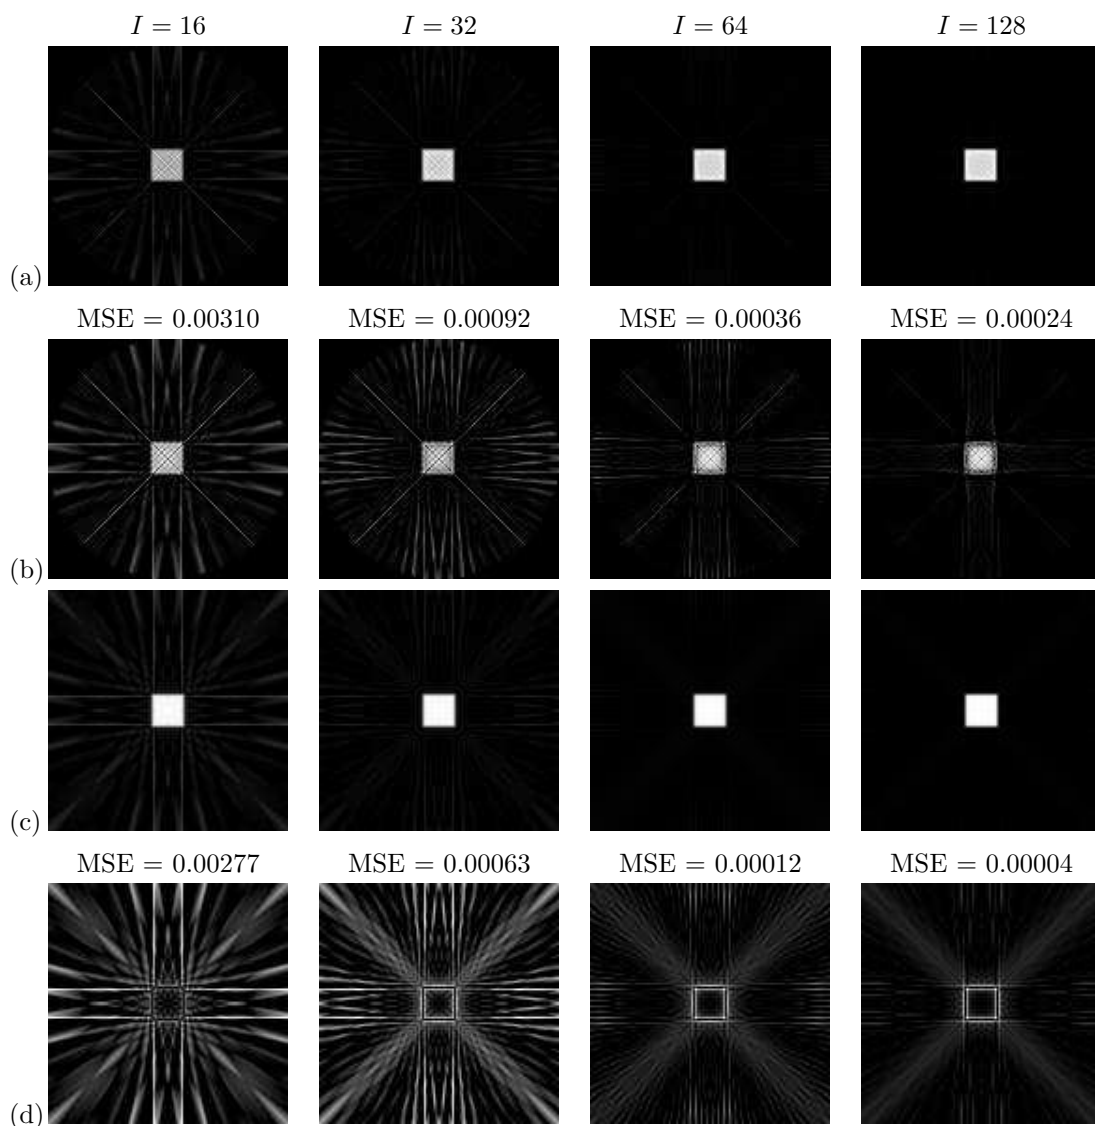 I = 16 I = 32 I = 64 I = 128
(a)
MSE = 0.00310 MSE = 0.00092 MSE = 0.00036 MSE = 0.00024
(b)
(c)
MSE = 0.00277 MSE = 0.00063 MSE = 0.00012 MSE = 0.00004
(d)